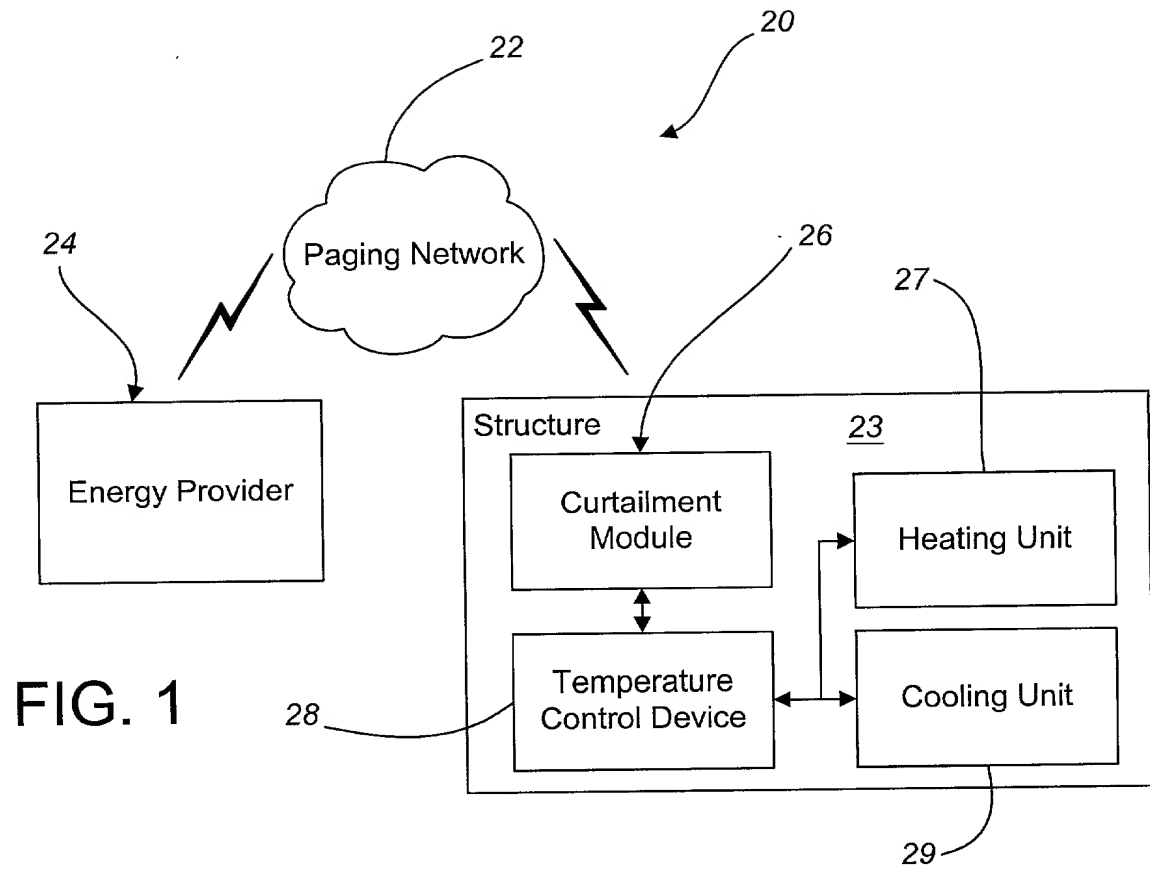 20
22
Paging Network
24
26
27
Structure
23
Energy Provider
Curtailment
Module
Heating Unit
Temperature
Control Device
Cooling Unit
FIG. 1
28
29